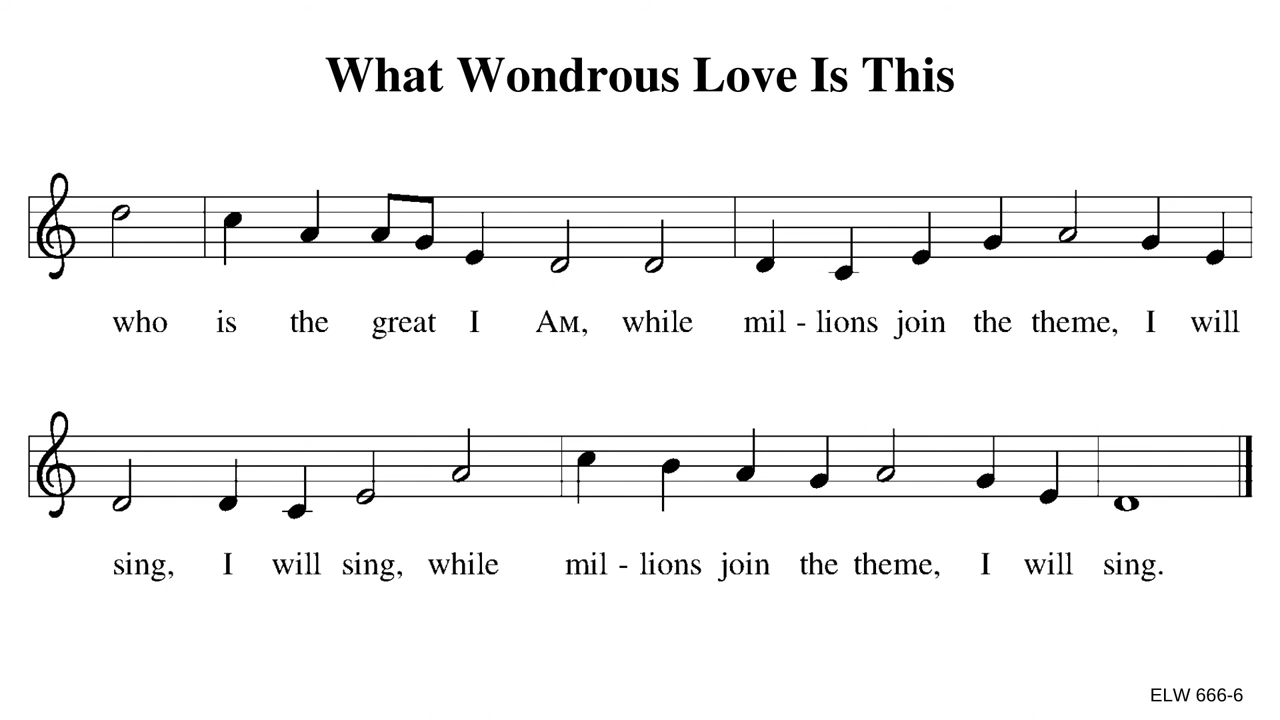 What Wondrous Love Is This
who is the great I AM, while mil - lions join the theme, I will
sing, I will sing, while mil - lions join the theme, I will sing.
ELW 666-6